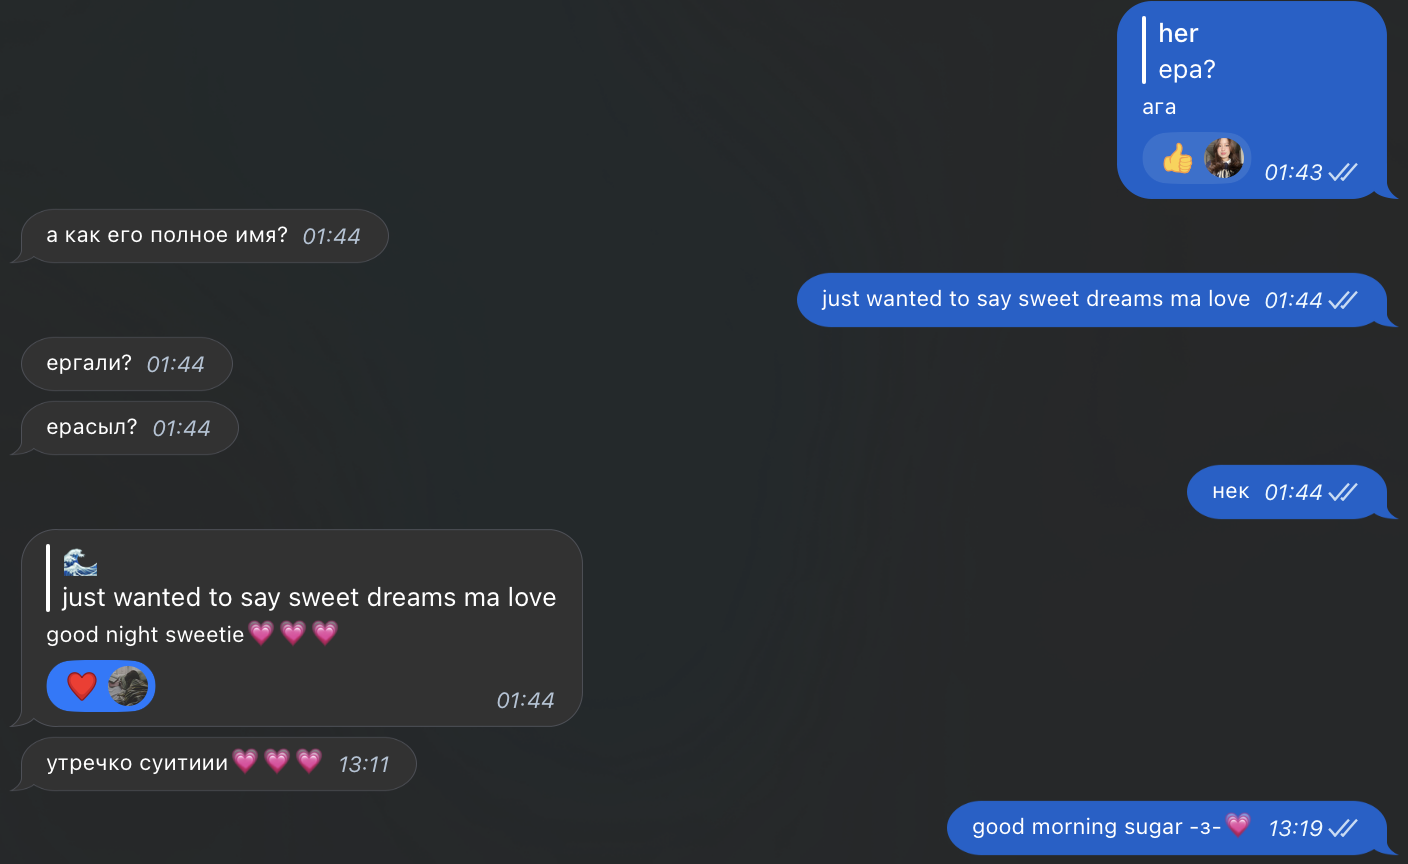 her
ера?
ага
👍 01:43
а как его полное имя? 01:44
just wanted to say sweet dreams ma love 01:44
ергали? 01:44
ерасыл? 01:44
нек 01:44
🌊
just wanted to say sweet dreams ma love
good night sweetie💗💗💗
❤️ 01:44
утречко суитиии💗💗💗 13:11
good morning sugar -з-💗 13:19